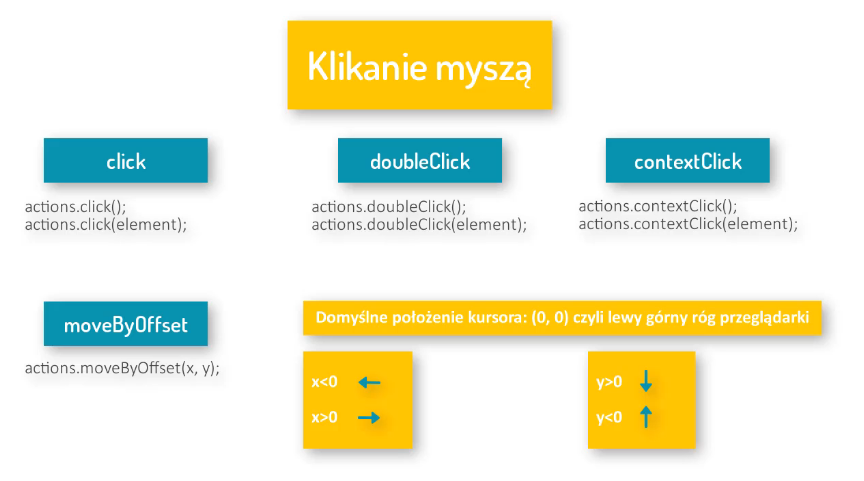 Klikanie myszą
click
actions.click();
actions.click(element);
doubleClick
actions.doubleClick();
actions.doubleClick(element);
contextClick
actions.contextClick();
actions.contextClick(element);
moveByOffset
actions.moveByOffset(x, y);
Domyślne położenie kursora: (0, 0) czyli lewy górny róg przeglądarki
x<0
x>0
y>0
y<0